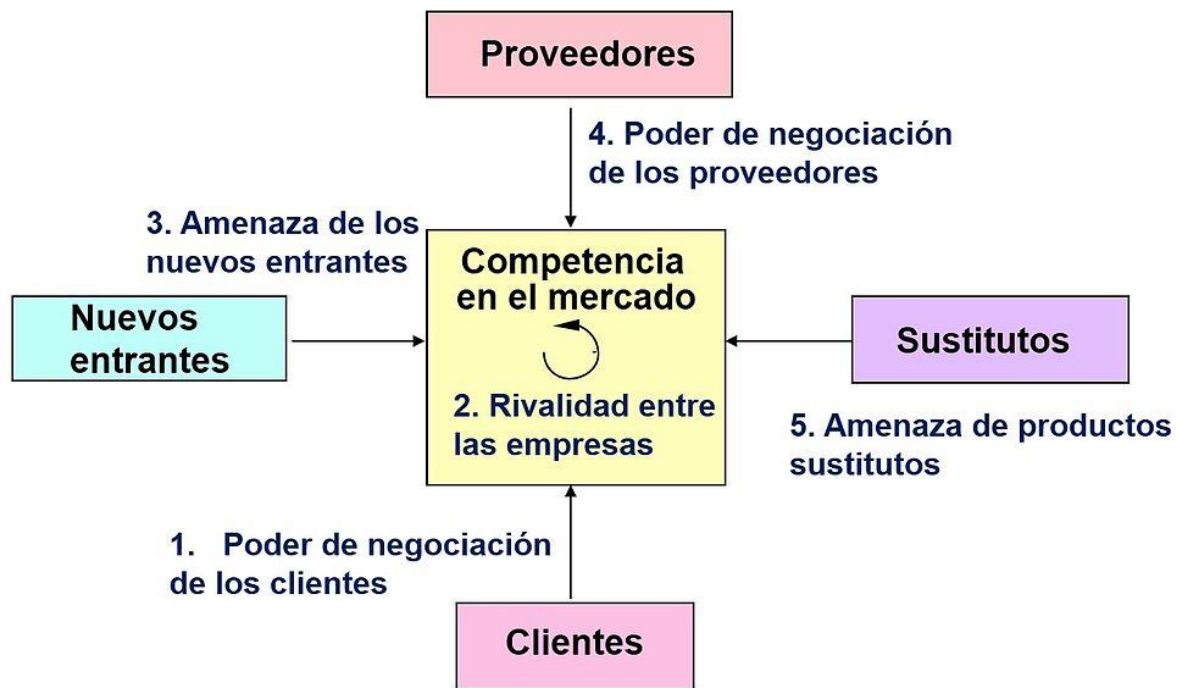 Proveedores
4. Poder de negociación
de los proveedores
3. Amenaza de los
nuevos entrantes
Competencia
en el mercado
Nuevos
entrantes
Sustitutos
2. Rivalidad entre
las empresas
5. Amenaza de productos
sustitutos
1. Poder de negociación
de los clientes
Clientes